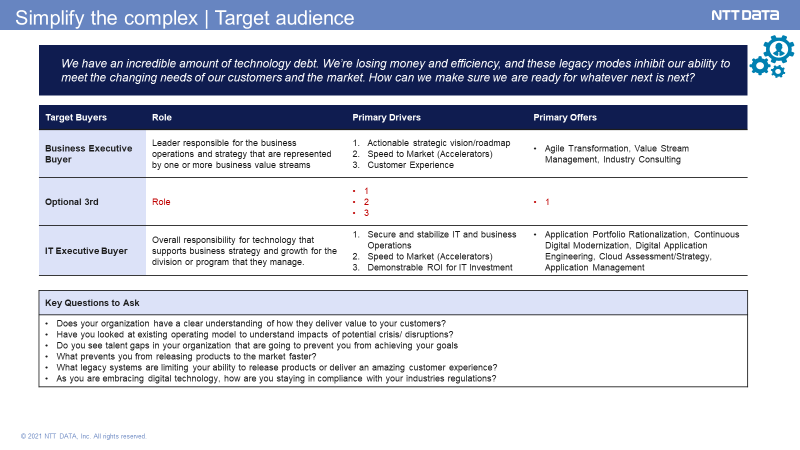 Simplify the complex | Target audience
NTT DATA
We have an incredible amount of technology debt. We're losing money and efficiency, and these legacy modes inhibit our ability to
meet the changing needs of our customers and the market. How can we make sure we are ready for whatever next is next?
Target Buyers Role Primary Drivers Primary Offers
Business Executive
Buyer
Leader responsible for the business
operations and strategy that are represented
by one or more business value streams
1. Actionable strategic vision/roadmap
2. Speed to Market (Accelerators)
3. Customer Experience
• Agile Transformation, Value Stream
Management, Industry Consulting
Optional 3rd
Role
• 1
• 2
• 3
• 1
IT Executive Buyer
Overall responsibility for technology that
supports business strategy and growth for the
division or program that they manage.
1. Secure and stabilize IT and business
Operations
2. Speed to Market (Accelerators)
3. Demonstrable ROI for IT Investment
• Application Portfolio Rationalization, Continuous
Digital Modernization, Digital Application
Engineering, Cloud Assessment/Strategy,
Application Management
Key Questions to Ask
• Does your organization have a clear understanding of how they deliver value to your customers?
• Have you looked at existing operating model to understand impacts of potential crisis/ disruptions?
• Do you see talent gaps in your organization that are going to prevent you from achieving your goals
• What prevents you from releasing products to the market faster?
• What legacy systems are limiting your ability to release products or deliver an amazing customer experience?
• As you are embracing digital technology, how are you staying in compliance with your industries regulations?
© 2021 NTT DATA, Inc. All rights reserved